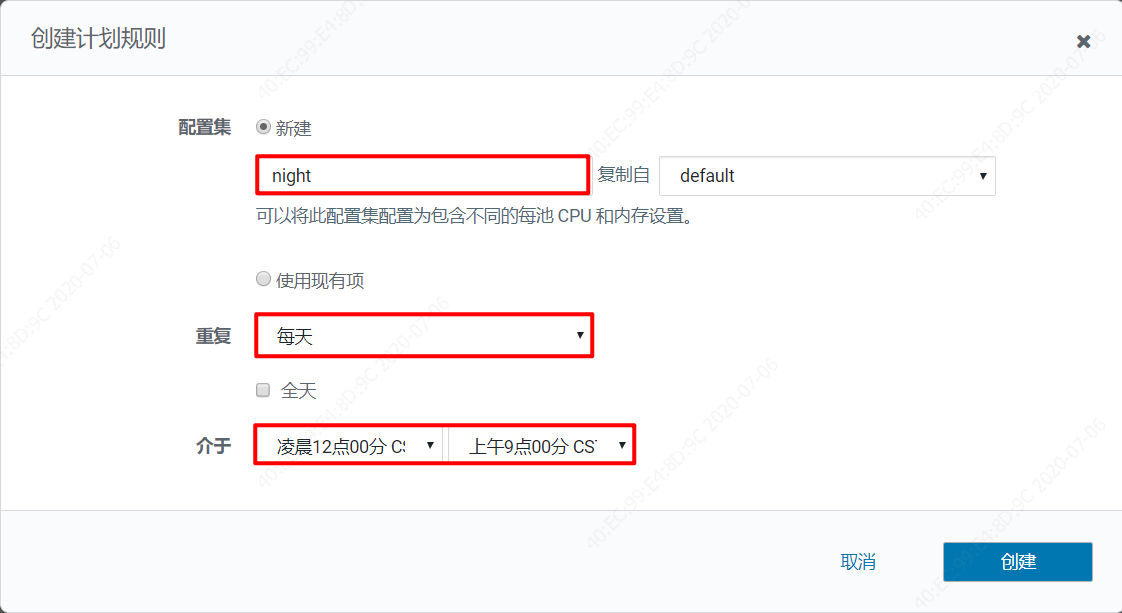 创建计划规则
配置集 新建
night 复制自 default
可以将此配置集配置为包含不同的每池 CPU 和内存设置。
使用现有项
重复 每天
全天
介于 凌晨12点00分 CS 上午9点00分 CS
取消 创建
40:EC:99:E4:8D:9C 2020-07-06